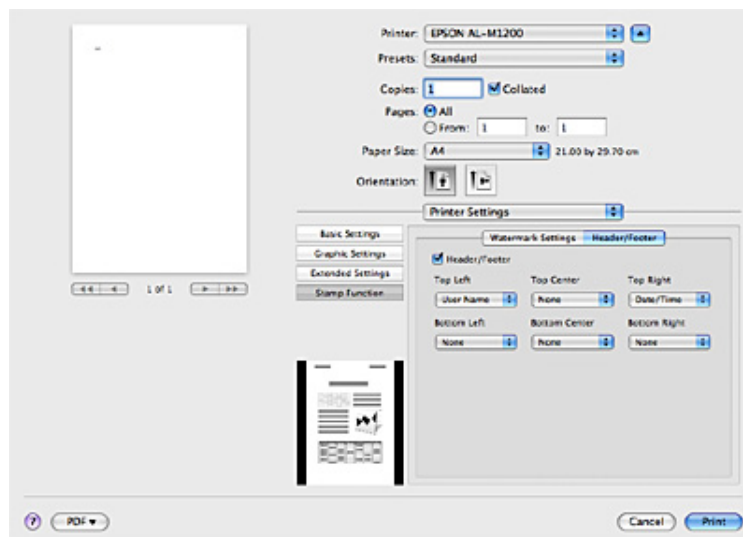 Printer: EPSON AL-M1200
Presets: Standard
Copies: 1 Collated
Pages: All
From: 1 to: 1
Paper Size: A4 21.00 by 29.70 cm
Orientation:
Printer Settings
Basic Settings
Graphic Settings
Extended Settings
Stamp Function
Watermark Settings Header/Footer
Header/Footer
Top Left Top Center Top Right
User Name None Date/Time
Bottom Left Bottom Center Bottom Right
None None None
1 of 1
? PDF Cancel Print